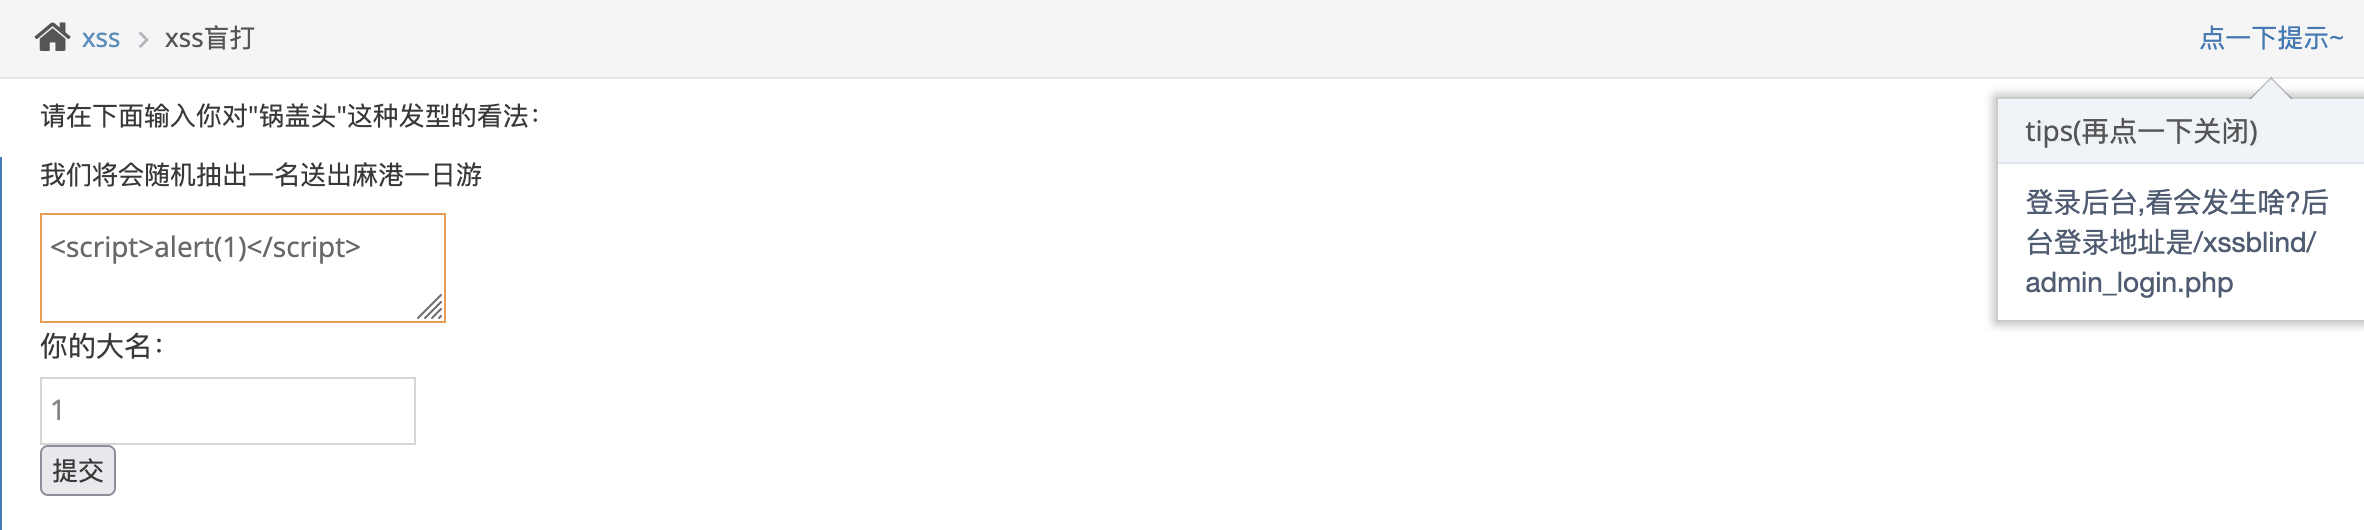 xss > xss盲打
点一下提示~
请在下面输入你对"锅盖头"这种发型的看法：
我们将会随机抽出一名送出麻港一日游
<script>alert(1)</script>
你的大名：
1
提交
tips(再点一下关闭)
登录后台,看会发生啥?后
台登录地址是/xssblind/
admin_login.php